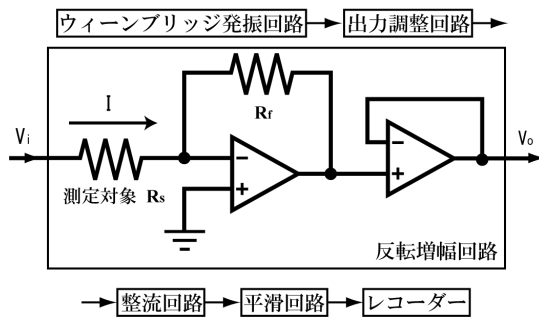 ウィーンブリッジ発振回路 出力調整回路
I
Rf
Vi
Vo
測定対象 Rs
反転増幅回路
整流回路 平滑回路 レコーダー